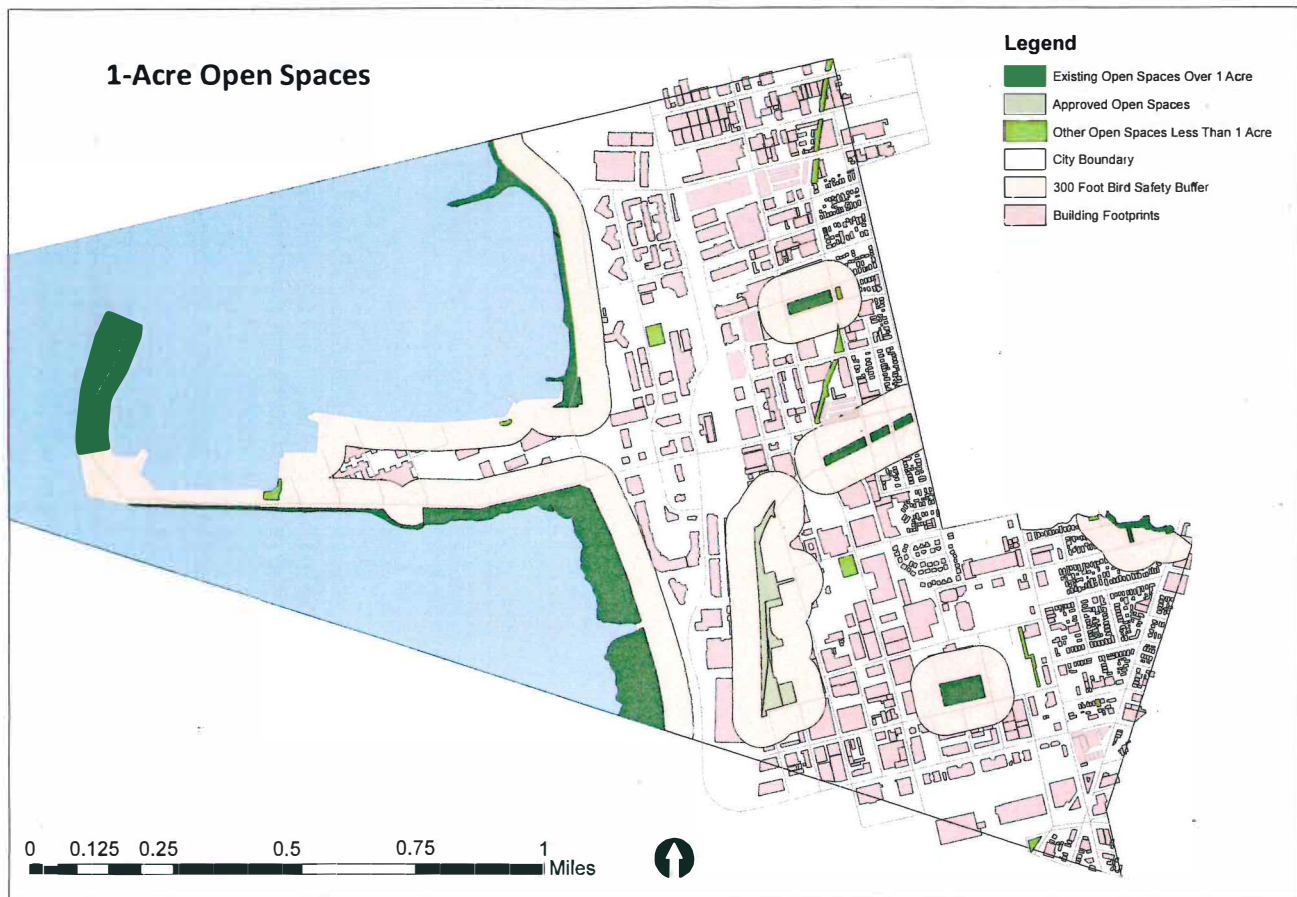 1-Acre Open Spaces
Legend
Existing Open Spaces Over 1 Acre
Approved Open Spaces
Other Open Spaces Less Than 1 Acre
City Boundary
300 Foot Bird Safety Buffer
Building Footprints
0 0.125 0.25 0.5 0.75 1
Miles